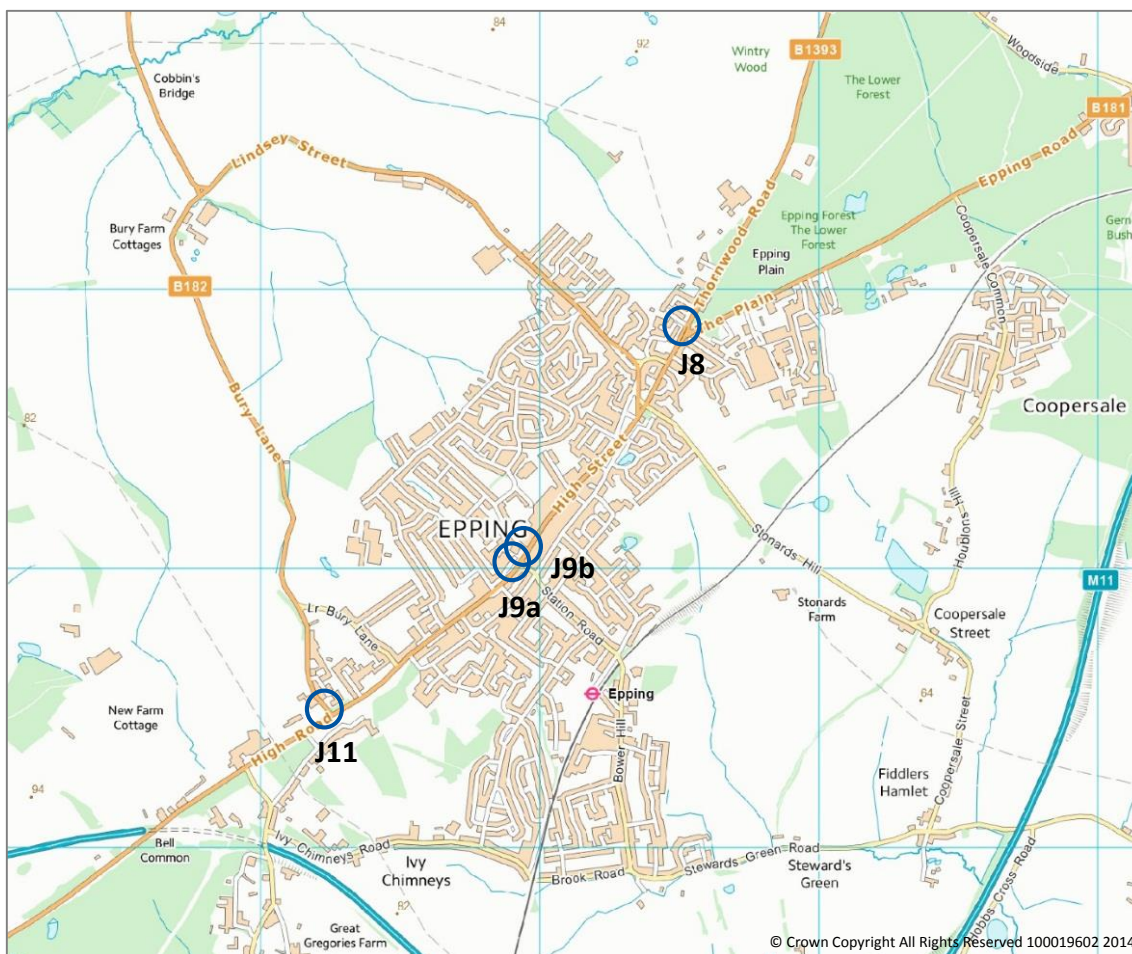 84
92
Wintry
Wood
B1393
Woodside
Cobbin's
Bridge
The Lower
Forest
B181
Lindsey Street
Epping Road
Bury Farm
Cottages
Thornwood Road
Epping Forest
The Lower
Forest
Epping
Plain
Coopersale Common
B182
The Plain
J8
114
Bury Lane
82
Coopersale
High Street
EPPING
Houblons Hill
Stonards Hill
J9b
M11
J9a
Station Road
Stonards
Farm
Coopersale
Street
Lr Bury Lane
Epping
64
New Farm
Cottage
High Road
J11
Bower Hill
Coopersale Street
94
Fiddlers
Hamlet
Bell
Common
Ivy Chimneys Road
Ivy
Chimneys
Stewards Green Road
Steward's
Green
Brook Road
Hobbs Cross Road
82
Great
Gregories Farm
© Crown Copyright All Rights Reserved 100019602 2014